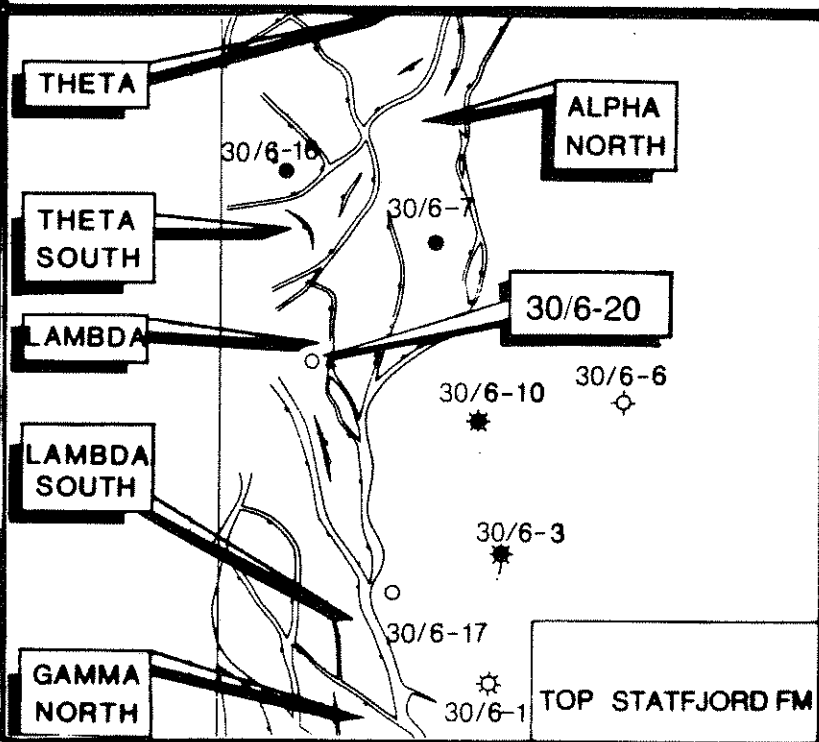 THETA
ALPHA
NORTH
30/6-16
30/6-7
THETA
SOUTH
30/6-20
LAMBDA
30/6-10
30/6-6
LAMBDA
SOUTH
30/6-3
30/6-17
GAMMA
NORTH
30/6-1
TOP STATFJORD FM